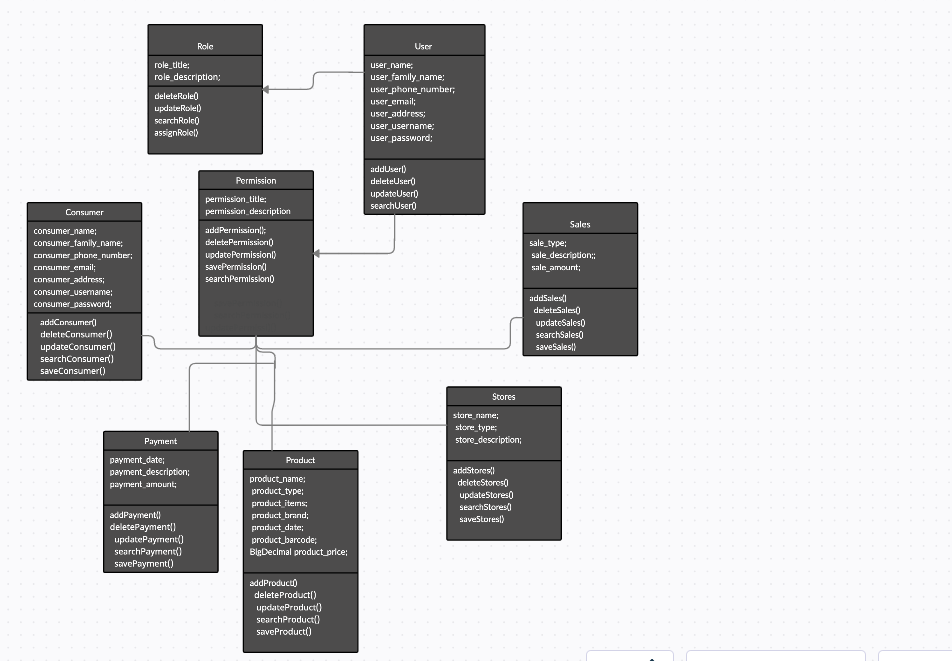 Role
role_title;
role_description;
deleteRole()
updateRole()
searchRole()
assignRole()
User
user_name;
user_family_name;
user_phone_number;
user_email;
user_address;
user_username;
user_password;
addUser()
deleteUser()
updateUser()
searchUser()
Permission
permission_title;
permission_description
addPermission();
deletePermission()
updatePermission()
savePermission()
searchPermission()
Consumer
consumer_name;
consumer_family_name;
consumer_phone_number;
consumer_email;
consumer_address;
consumer_username;
consumer_password;
addConsumer()
deleteConsumer()
updateConsumer()
searchConsumer()
saveConsumer()
Sales
sale_type;
sale_description;;
sale_amount;
addSales()
deleteSales()
updateSales()
searchSales()
saveSales()
Stores
store_name;
store_type;
store_description;
addStores()
deleteStores()
updateStores()
searchStores()
saveStores()
Payment
payment_date;
payment_description;
payment_amount;
addPayment()
deletePayment()
updatePayment()
searchPayment()
savePayment()
Product
product_name;
product_type;
product_items;
product_brand;
product_date;
product_barcode;
BigDecimal product_price;
addProduct()
deleteProduct()
updateProduct()
searchProduct()
saveProduct()